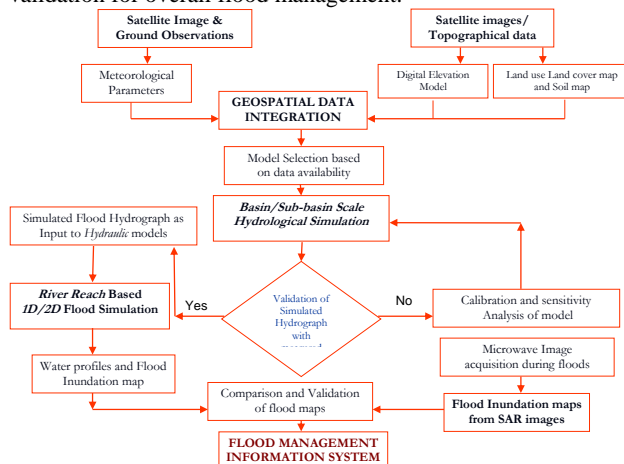 validation for overall flood management.
Satellite Image &
Ground Observations
Satellite images/
Topographical data
Meteorological
Parameters
Digital Elevation
Model
Land use Land cover map
and Soil map
GEOSPATIAL DATA
INTEGRATION
Model Selection based
on data availability
Basin/Sub-basin Scale
Hydrological Simulation
Simulated Flood Hydrograph as
Input to Hydraulic models
River Reach Based
1D/2D Flood Simulation
Yes
Validation of
Simulated
Hydrograph
with
No
Calibration and sensitivity
Analysis of model
Water profiles and Flood
Inundation map
Microwave Image
acquisition during floods
Comparison and Validation
of flood maps
Flood Inundation maps
from SAR images
FLOOD MANAGEMENT
INFORMATION SYSTEM